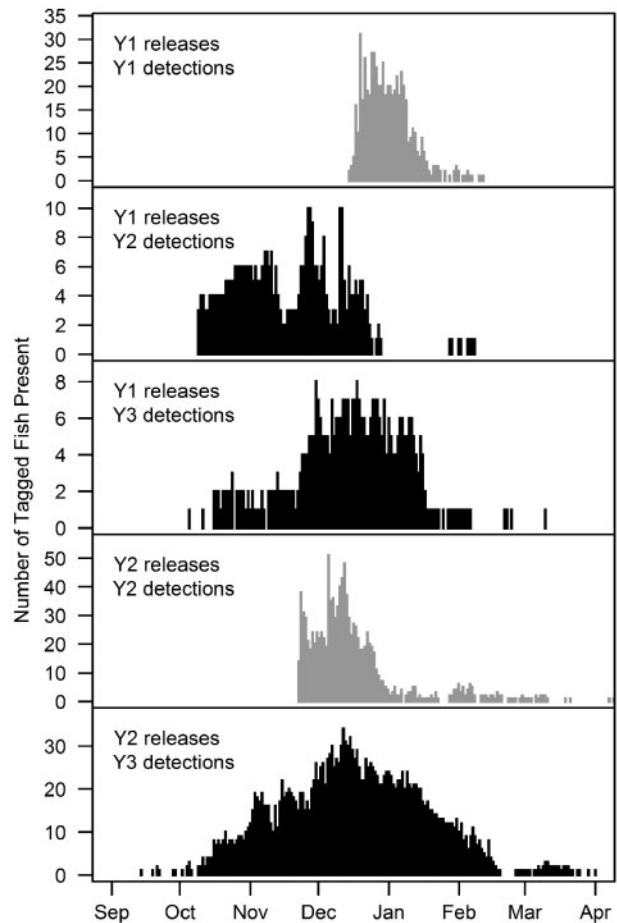 Number of Tagged Fish Present
35
30
25
20
15
10
5
0
Y1 releases
Y1 detections
10
8
6
4
2
0
Y1 releases
Y2 detections
8
6
4
2
0
Y1 releases
Y3 detections
50
40
30
20
10
0
Y2 releases
Y2 detections
30
20
10
0
Y2 releases
Y3 detections
Sep Oct Nov Dec Jan Feb Mar Apr